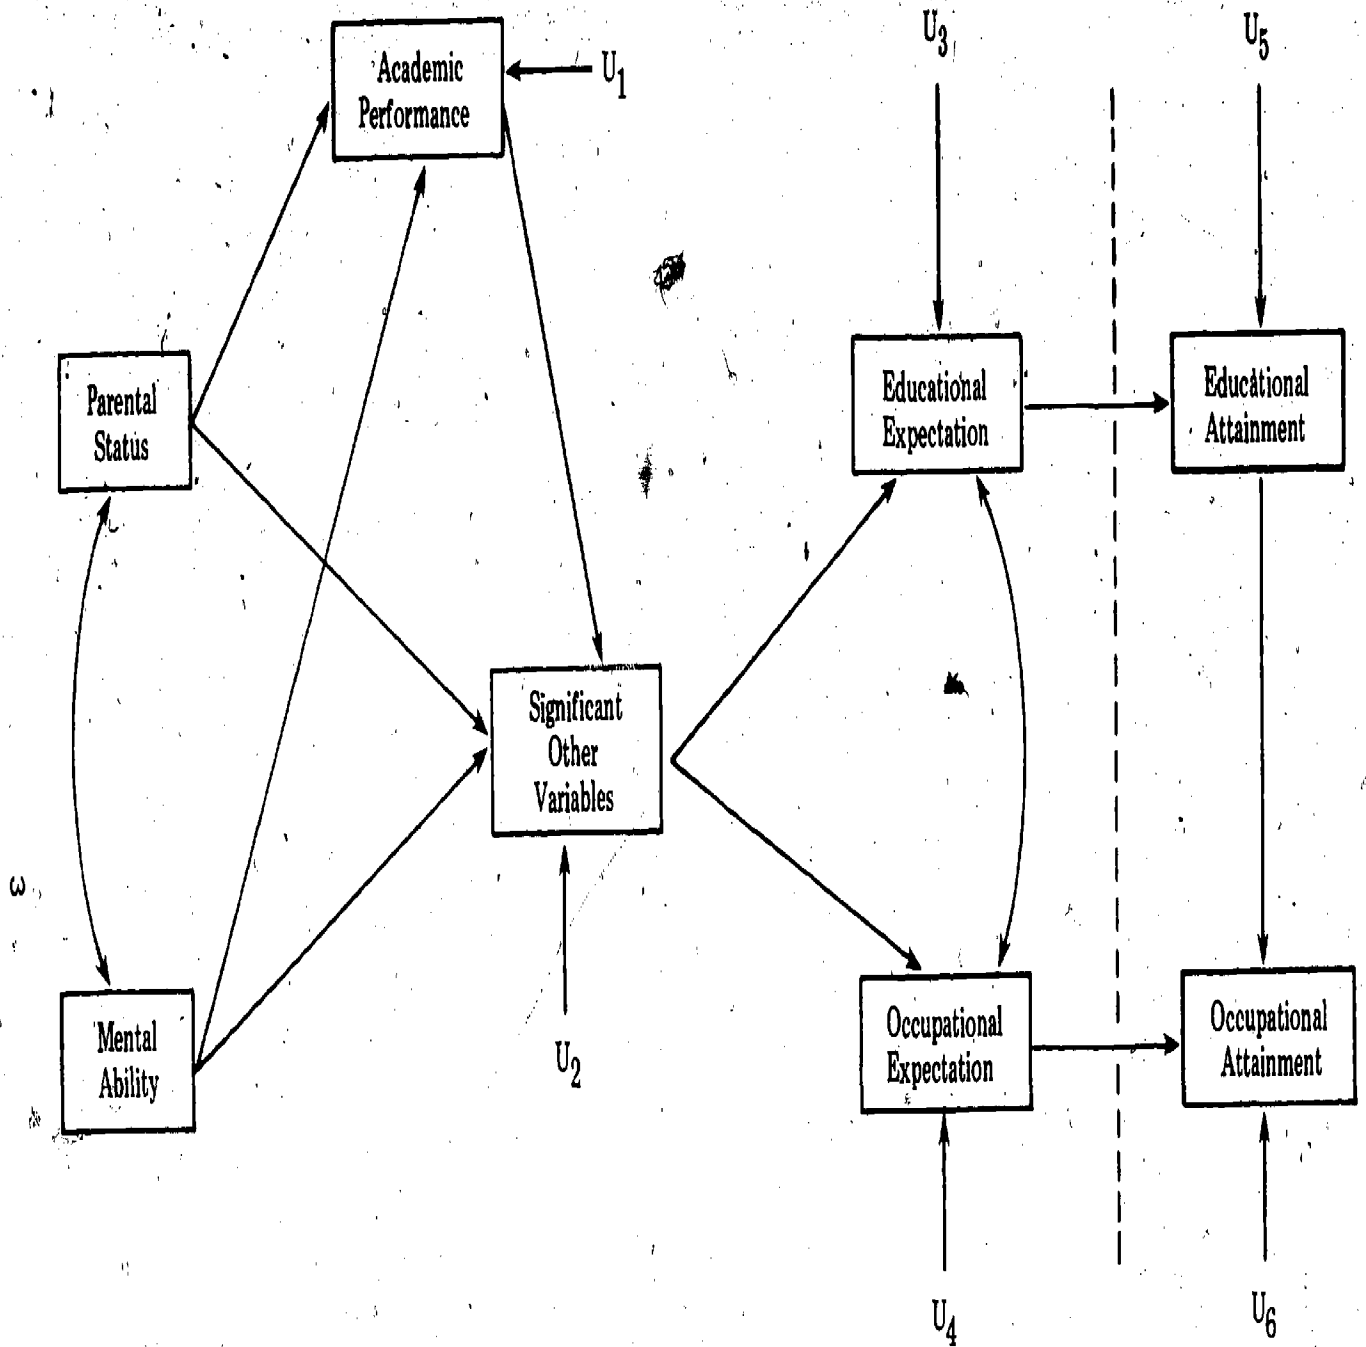 U3
U5
Academic
Performance
U1
Parental
Status
Educational
Expectation
Educational
Attainment
Significant
Other
Variables
3
Mental
Ability
U2
Occupational
Expectation
Occupational
Attainment
U4
U6